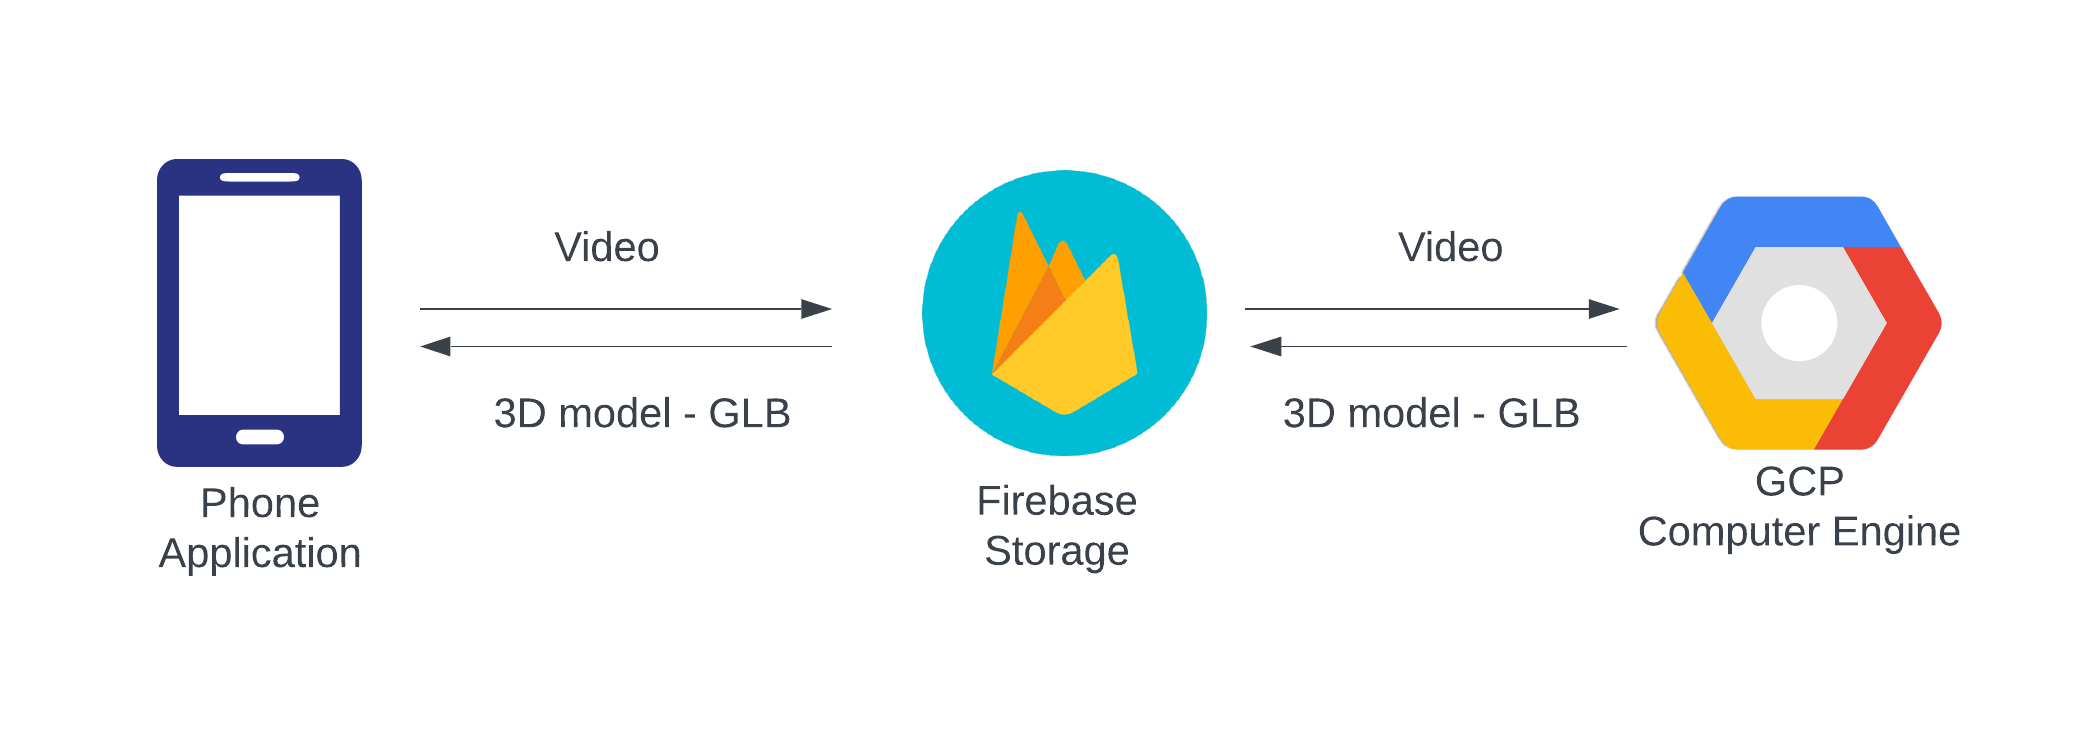 Video
Video
3D model - GLB
3D model - GLB
Phone
Application
Firebase
Storage
GCP
Computer Engine